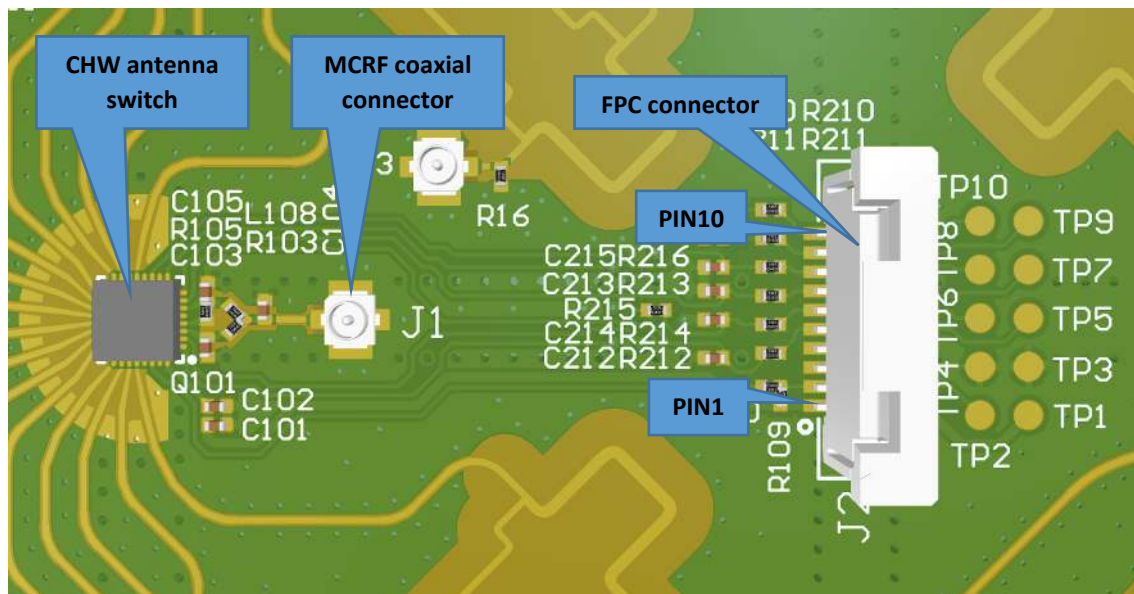 CHW antenna
switch
MCRF coaxial
connector
FPC connector
R210
R211
3
R16
C105
R105
C103
L108
R103
C104
PIN10
TP10
TP9
TP8
TP7
C215R216
C213R213
R215
C214R214
C212R212
TP6
TP5
J1
Q101
C102
C101
PIN1
TP4
TP3
TP1
TP2
R109
J2